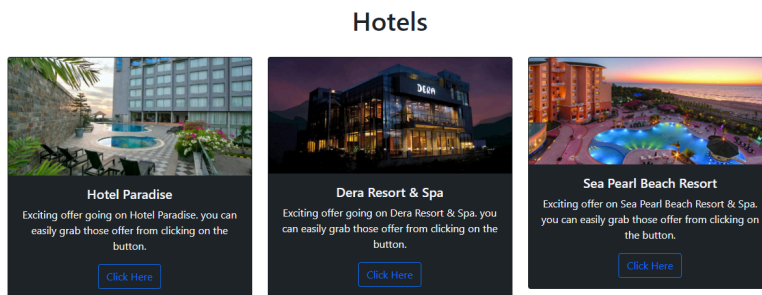 Hotels
DERA
Hotel Paradise
Exciting offer going on Hotel Paradise. you can
easily grab those offer from clicking on the
button.
Click Here
Dera Resort & Spa
Exciting offer going on Dera Resort & Spa. you
can easily grab those offer from clicking on the
button.
Click Here
Sea Pearl Beach Resort
Exciting offer on Sea Pearl Beach Resort & Spa.
you can easily grab those offer from clicking on
the button.
Click Here